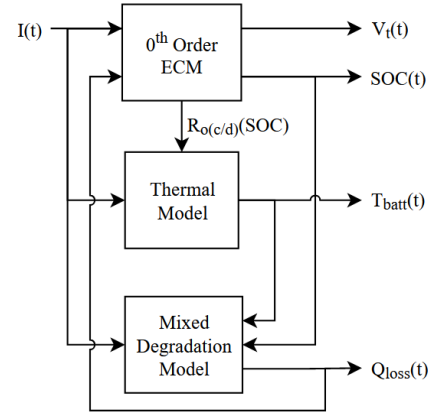 I(t)
0th Order
ECM
Vt(t)
SOC(t)
Ro(c/d)(SOC)
Thermal
Model
Tbatt(t)
Mixed
Degradation
Model
Qloss(t)